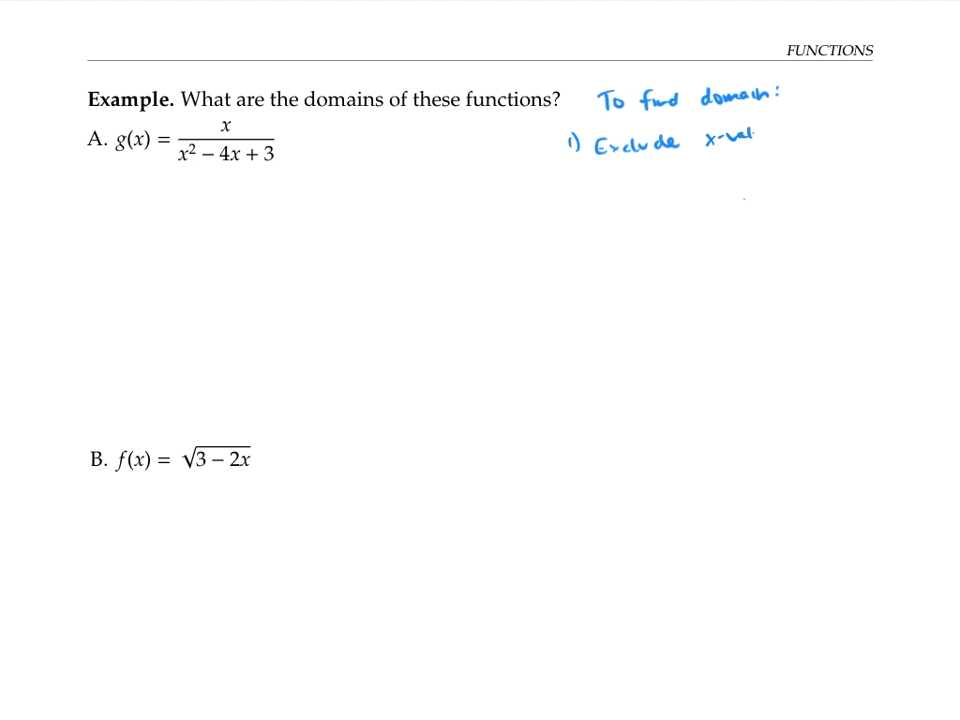 FUNCTIONS
Example. What are the domains of these functions? To find domain:
A. g(x) = x / (x² − 4x + 3) 1) Exclude x-val
B. f(x) = √(3 − 2x)